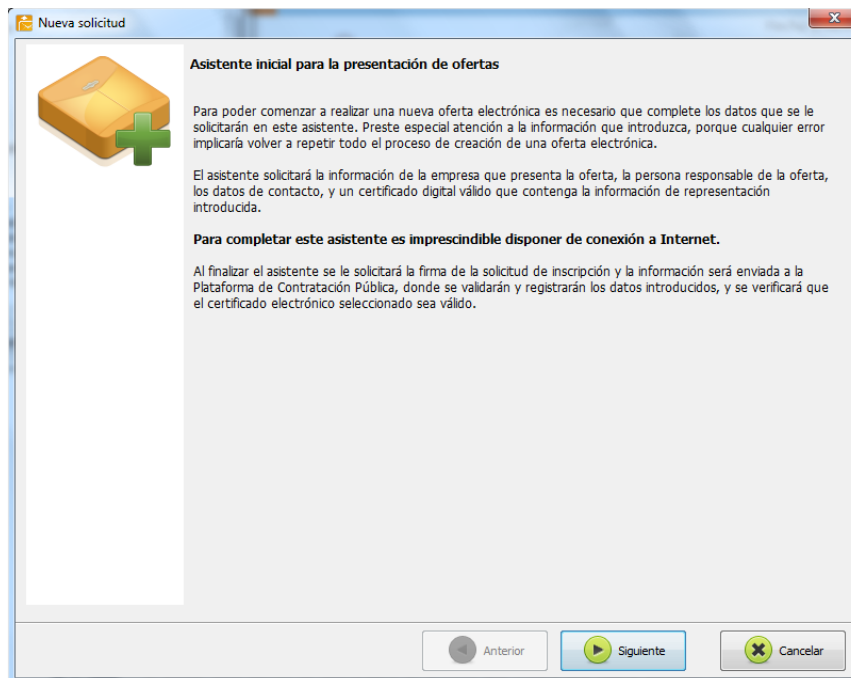 Nueva solicitud
Asistente inicial para la presentación de ofertas
Para poder comenzar a realizar una nueva oferta electrónica es necesario que complete los datos que se le
solicitarán en este asistente. Preste especial atención a la información que introduzca, porque cualquier error
implicaría volver a repetir todo el proceso de creación de una oferta electrónica.
El asistente solicitará la información de la empresa que presenta la oferta, la persona responsable de la oferta,
los datos de contacto, y un certificado digital válido que contenga la información de representación
introducida.
Para completar este asistente es imprescindible disponer de conexión a Internet.
Al finalizar el asistente se le solicitará la firma de la solicitud de inscripción y la información será enviada a la
Plataforma de Contratación Pública, donde se validarán y registrarán los datos introducidos, y se verificará que
el certificado electrónico seleccionado sea válido.
Anterior
Siguiente
Cancelar